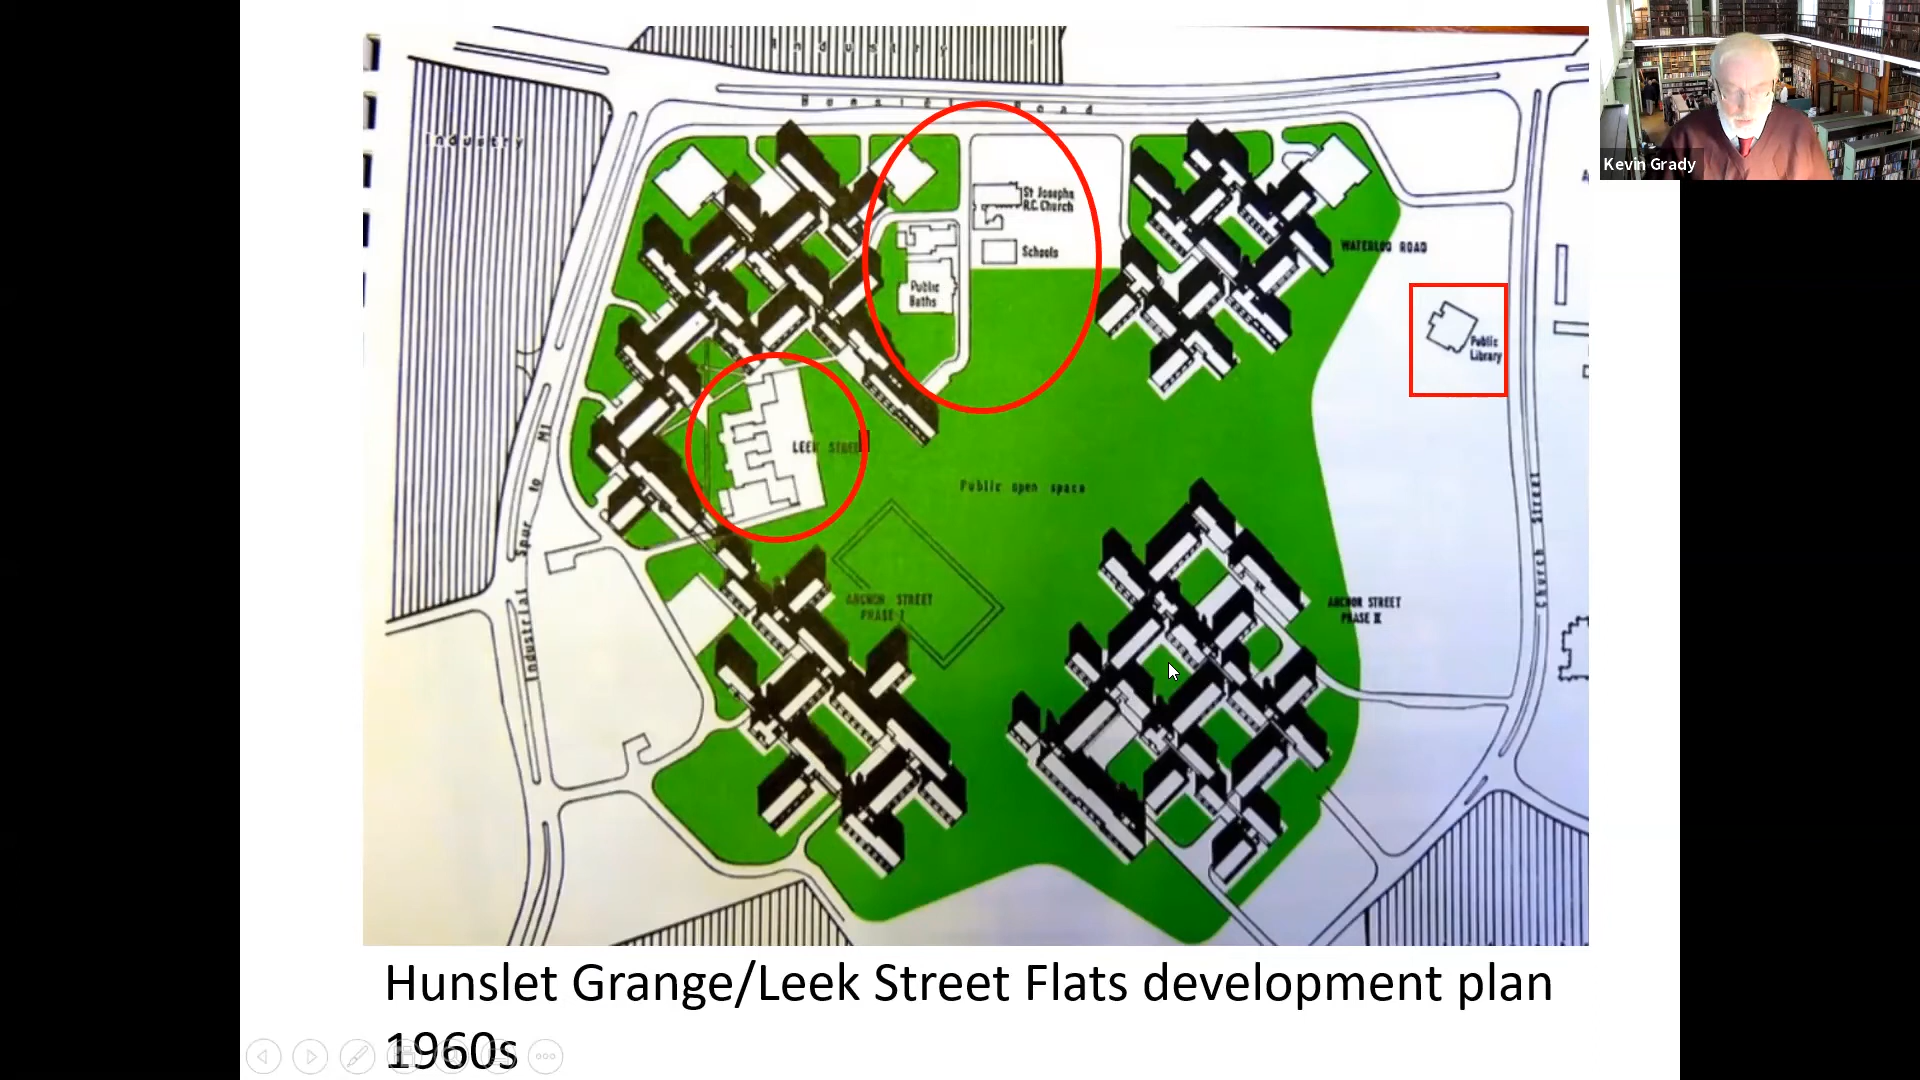 Industry
Hunslet Road
Industry
Kevin Grady
St Josephs
R.C. Church
Schools
WATERLOO ROAD
Public
Baths
Public
Library
LEEK STREET
Industrial Spur to M1
Public open space
Church Street
ANCHOR STREET
PHASE I
ANCHOR STREET
PHASE II
Hunslet Grange/Leek Street Flats development plan
1960s